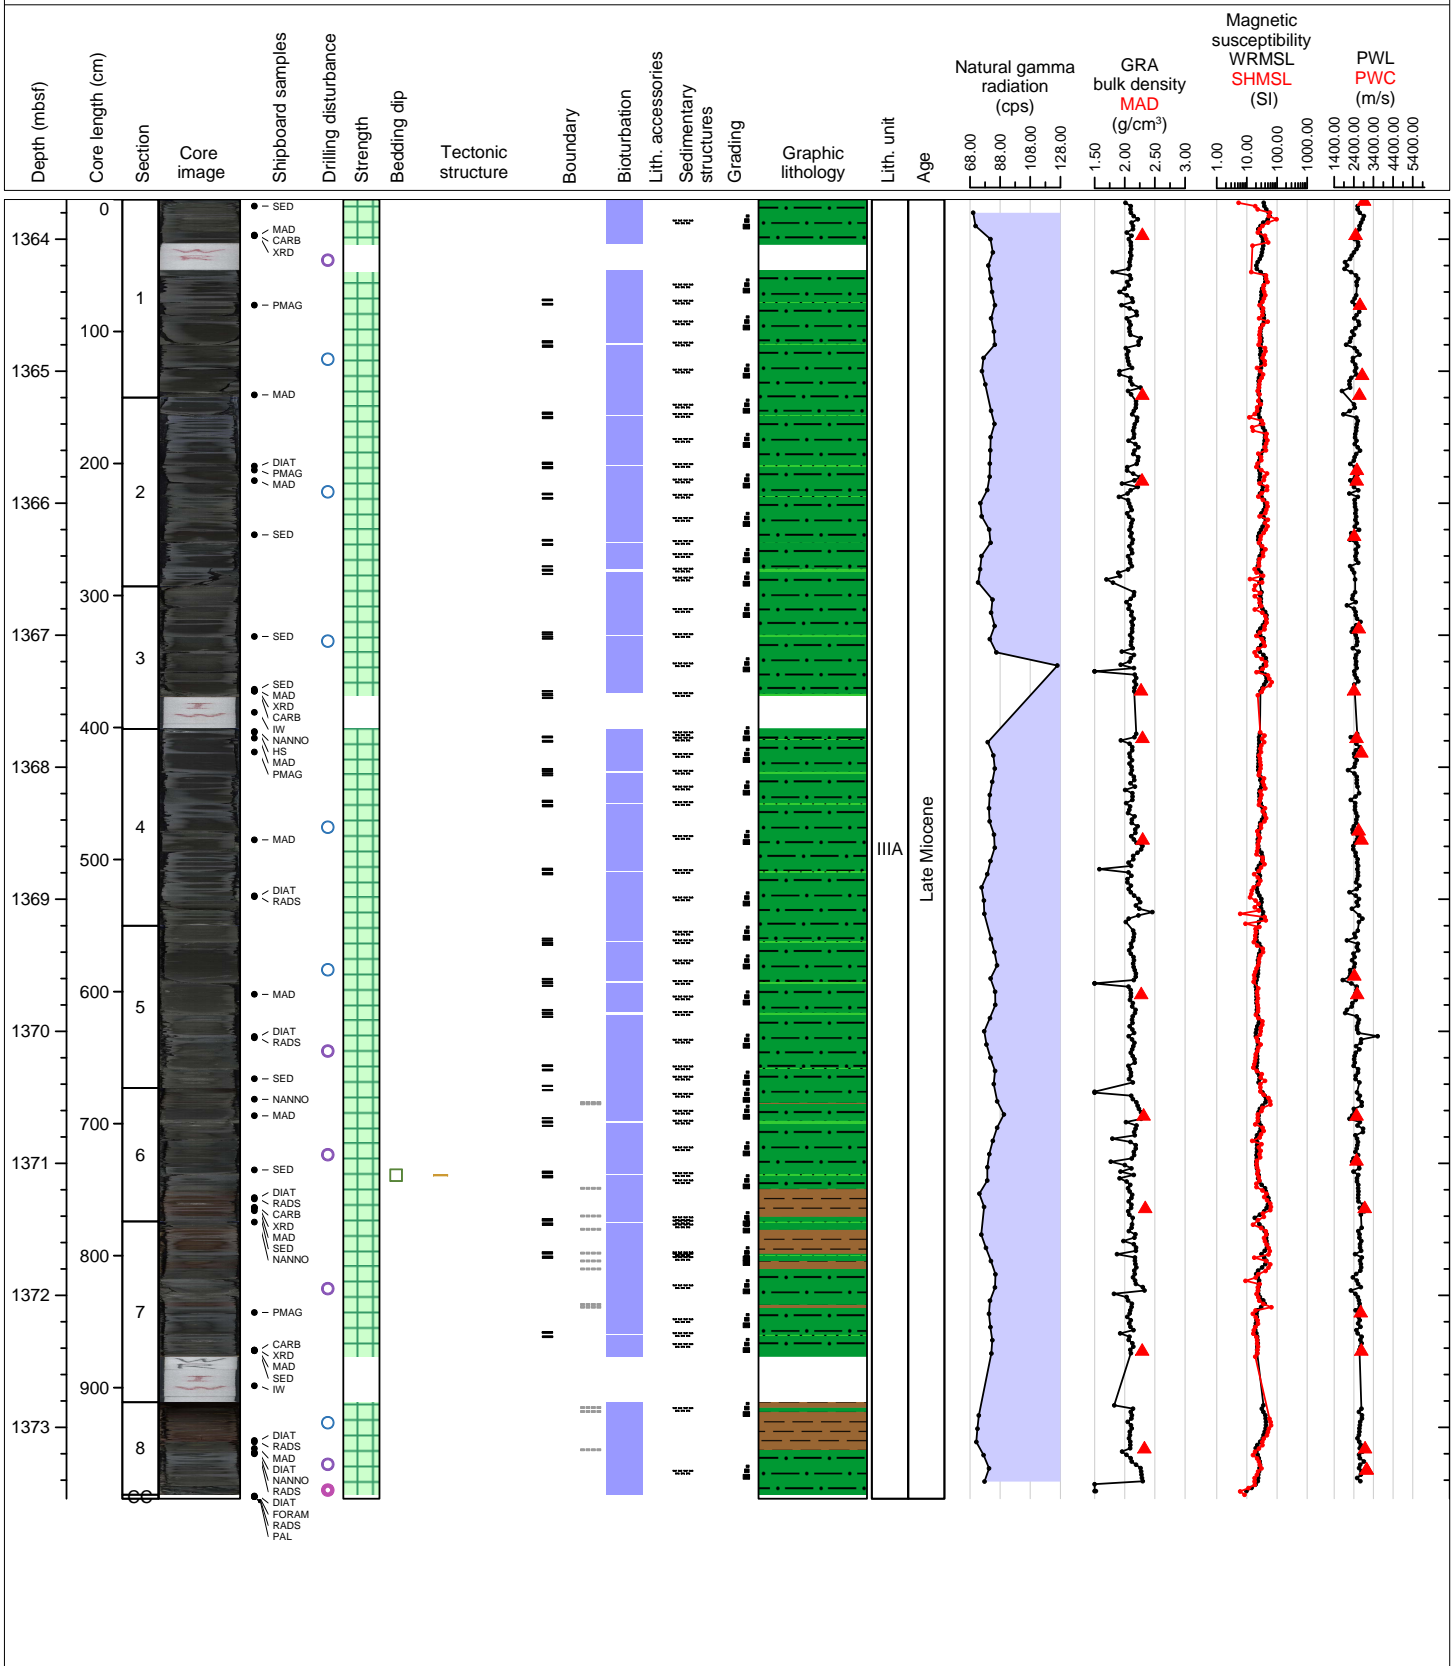 Depth (mbsf)
Core length (cm)
Section
Core
image
Shipboard samples
Drilling disturbance
Strength
Bedding dip
Tectonic
structure
Boundary
Bioturbation
Lith. accessories
Sedimentary
structures
Grading
Graphic
lithology
Lith. unit
Age
Natural gamma
radiation
(cps)
68.00
88.00
108.00
128.00
GRA
bulk density
MAD
(g/cm³)
1.50
2.00
2.50
3.00
Magnetic
susceptibility
WRMSL
SHMSL
(SI)
1.00
10.00
100.00
1000.00
PWL
PWC
(m/s)
1400.00
2400.00
3400.00
4400.00
5400.00
1364
1365
1366
1367
1368
1369
1370
1371
1372
1373
0
100
200
300
400
500
600
700
800
900
1
2
3
4
5
6
7
8
CC
SED
MAD
CARB
XRD
PMAG
MAD
DIAT
PMAG
MAD
SED
SED
SED
MAD
XRD
CARB
IW
NANNO
HS
MAD
PMAG
MAD
DIAT
RADS
MAD
DIAT
RADS
SED
NANNO
MAD
SED
DIAT
RADS
CARB
XRD
MAD
SED
NANNO
PMAG
CARB
XRD
MAD
SED
IW
DIAT
RADS
MAD
DIAT
NANNO
RADS
DIAT
FORAM
RADS
PAL
IIIA
Late Miocene